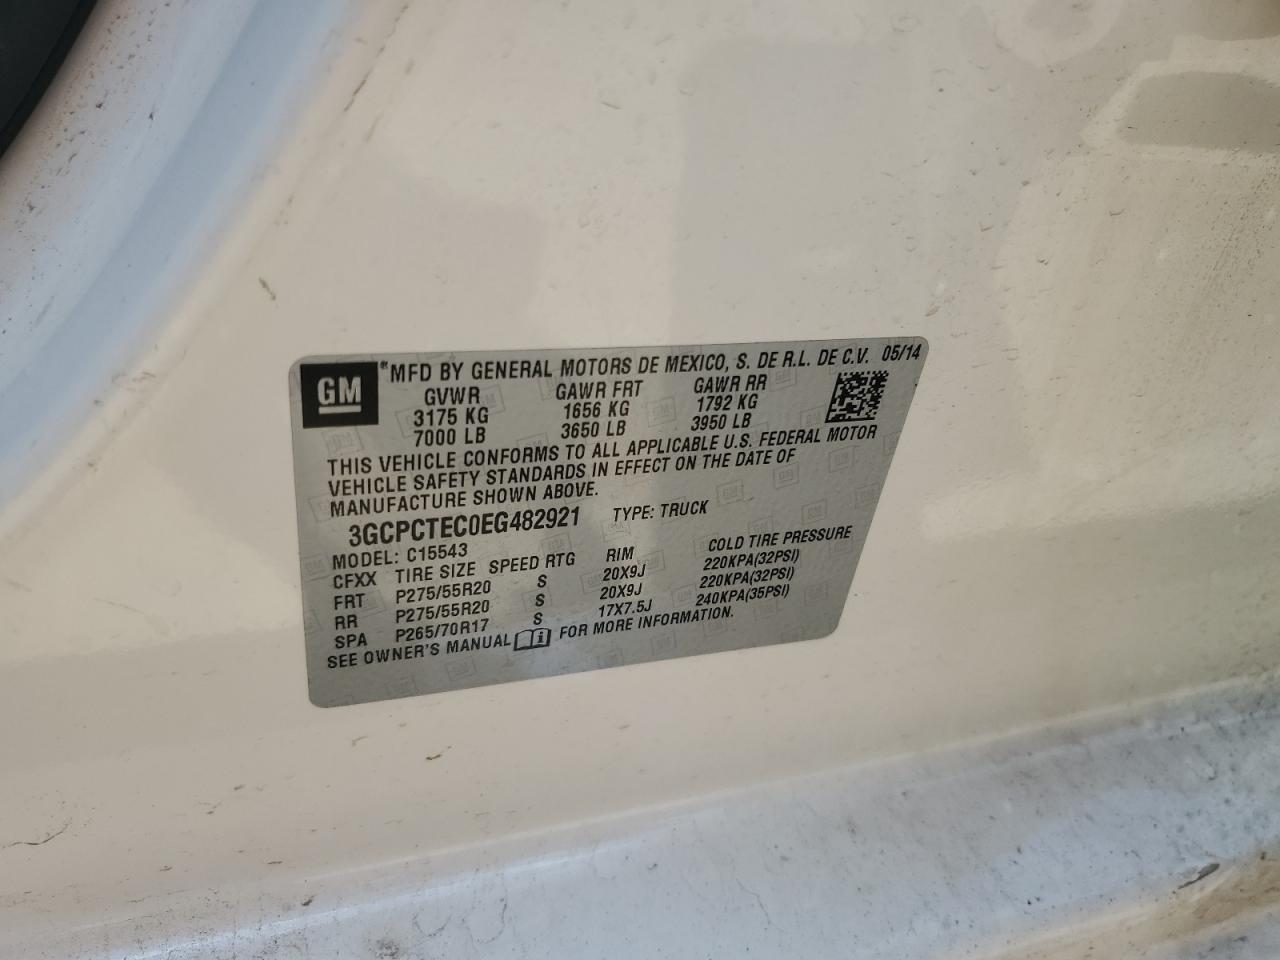 GM
MFD BY GENERAL MOTORS DE MEXICO, S. DE R.L. DE C.V. 05/14
GVWR GAWR FRT GAWR RR
3175 KG 1656 KG 1792 KG
7000 LB 3650 LB 3950 LB
THIS VEHICLE CONFORMS TO ALL APPLICABLE U.S. FEDERAL MOTOR
VEHICLE SAFETY STANDARDS IN EFFECT ON THE DATE OF
MANUFACTURE SHOWN ABOVE.
3GCPCTEC0EG482921 TYPE: TRUCK
MODEL: C15543
CFXX TIRE SIZE SPEED RTG RIM COLD TIRE PRESSURE
FRT P275/55R20 S 20X9J 220KPA(32PSI)
RR P275/55R20 S 20X9J 220KPA(32PSI)
SPA P265/70R17 S 17X7.5J 240KPA(35PSI)
SEE OWNER'S MANUAL FOR MORE INFORMATION.